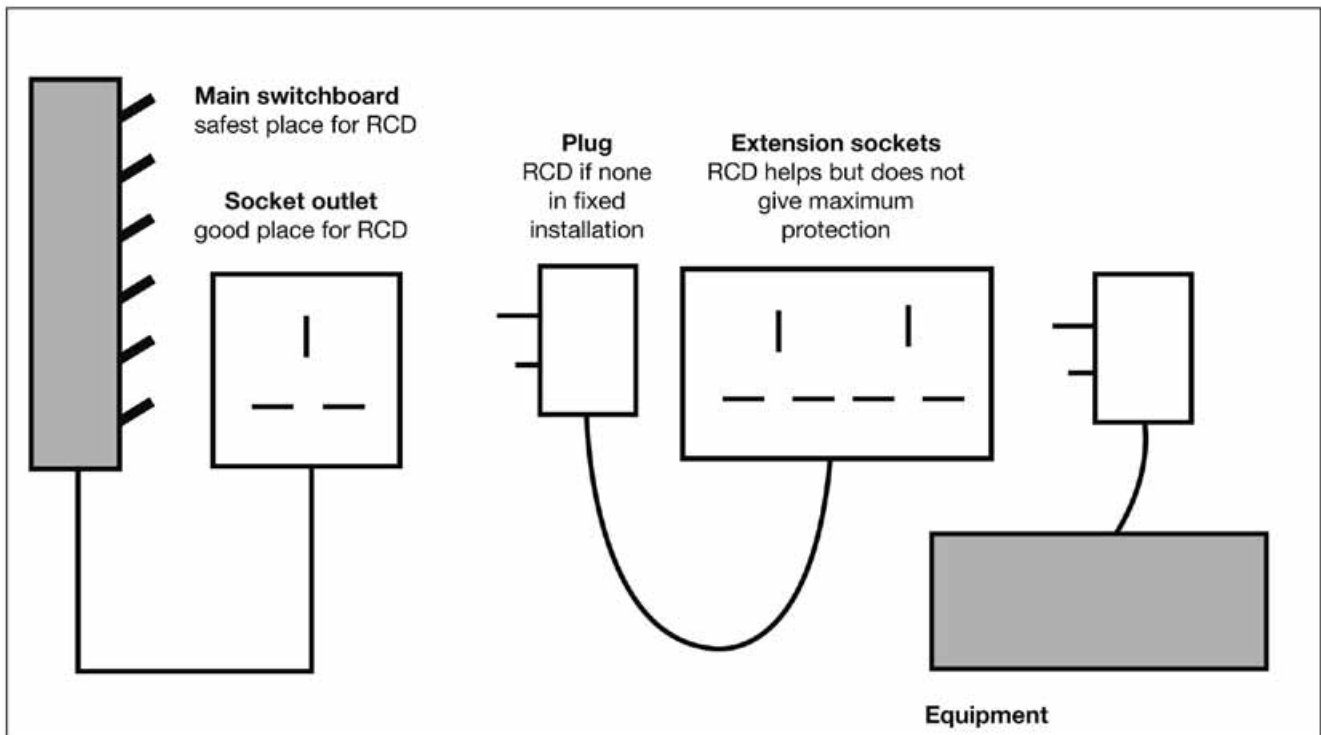 Main switchboard
safest place for RCD
Socket outlet
good place for RCD
Plug
RCD if none
in fixed
installation
Extension sockets
RCD helps but does not
give maximum
protection
Equipment